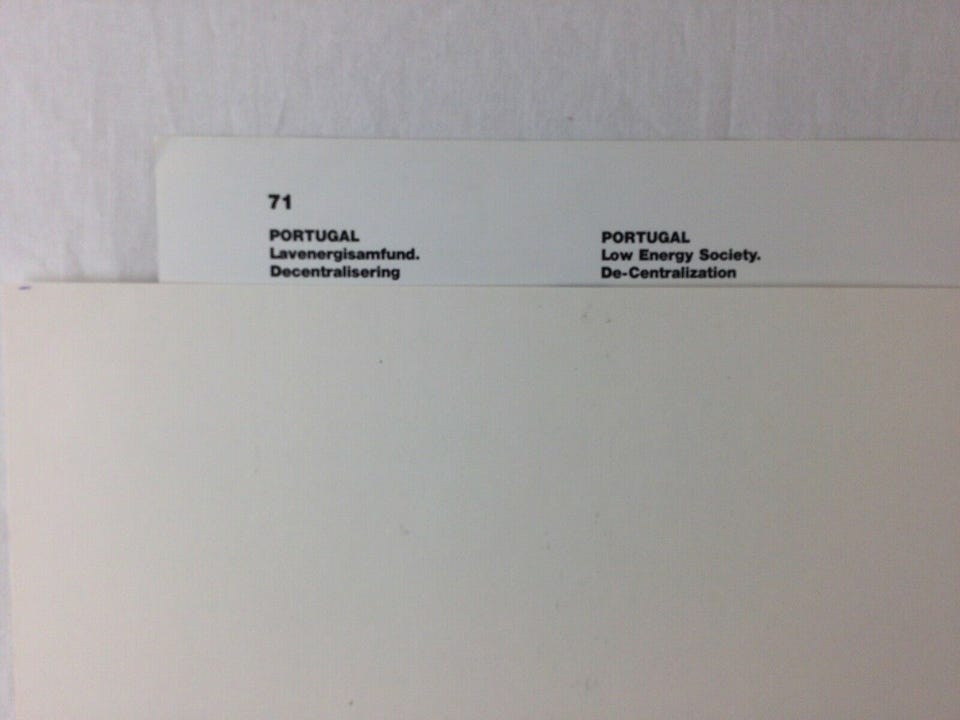 71
PORTUGAL
Lavenergisamfund.
Decentralisering
PORTUGAL
Low Energy Society.
De-Centralization